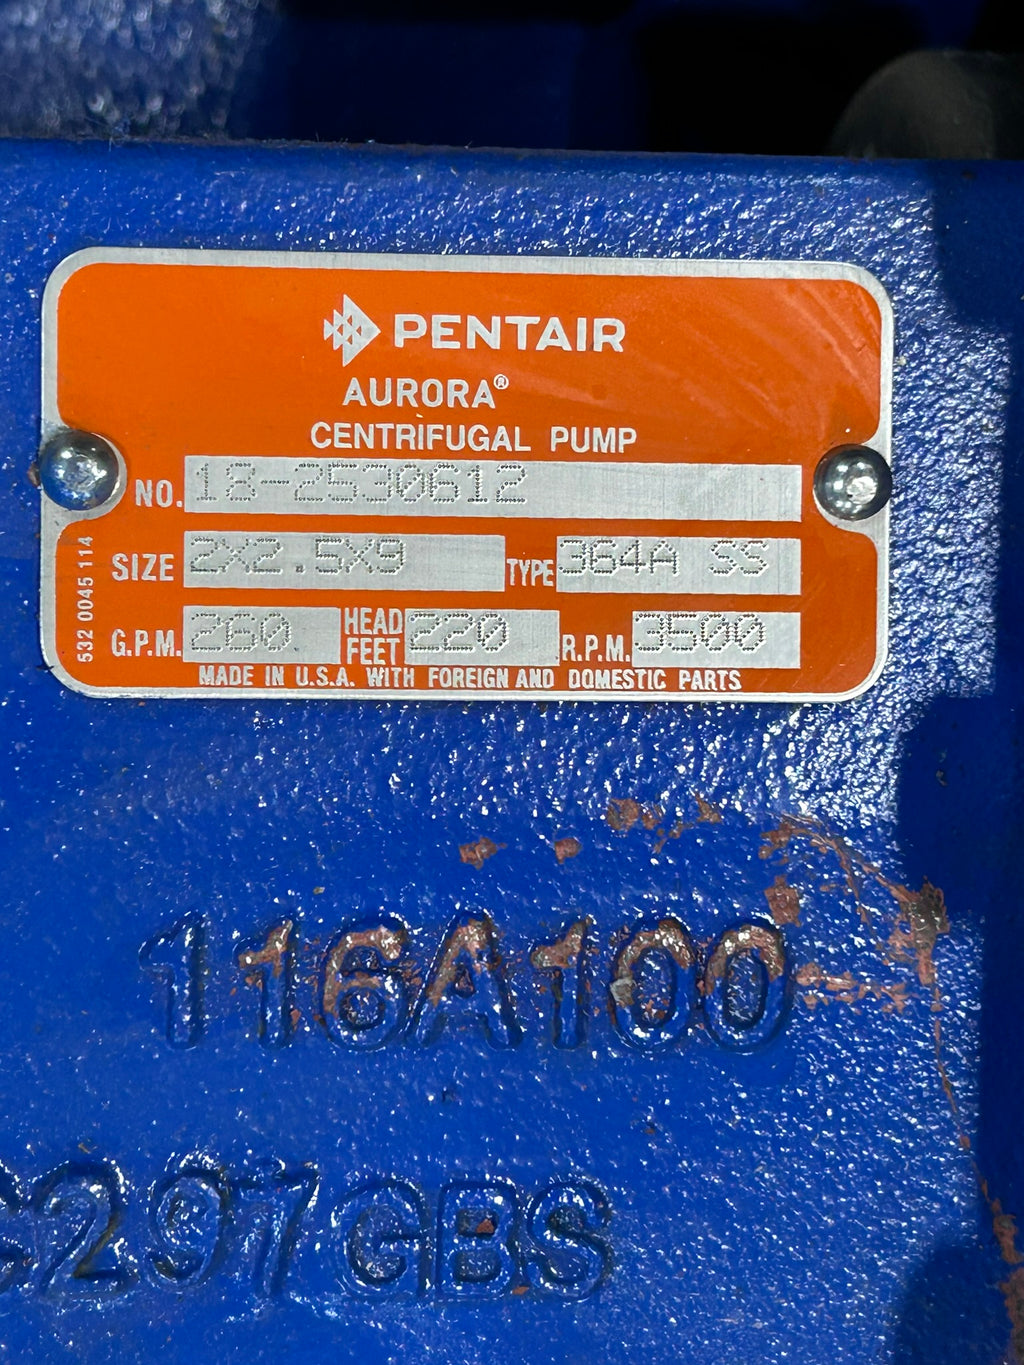 PENTAIR
AURORA®
CENTRIFUGAL PUMP
NO. 18-2530612
SIZE 2X2.5X9 TYPE 364A SS
G.P.M. 260 HEAD FEET 220 R.P.M. 3500
MADE IN U.S.A. WITH FOREIGN AND DOMESTIC PARTS
532 0045 114
116A100
297GBS